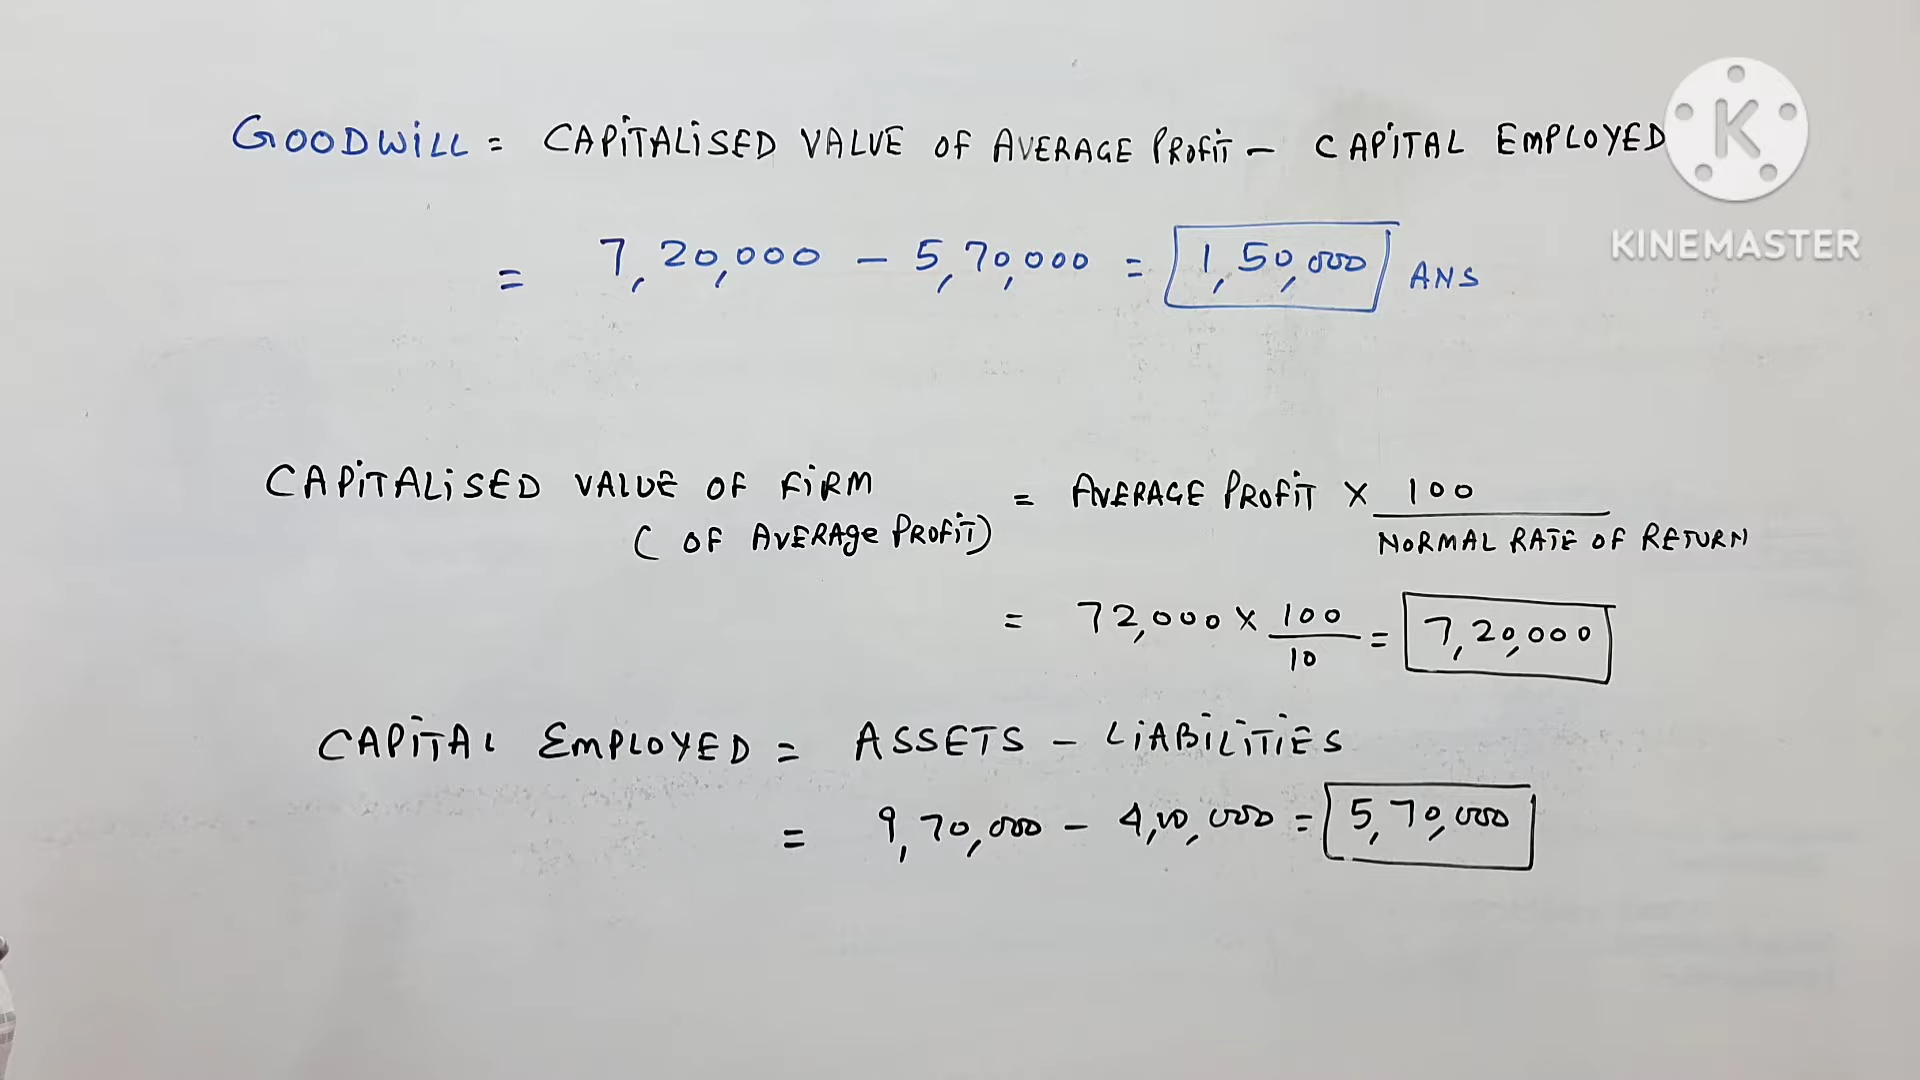 GOODWILL = CAPITALISED VALUE OF AVERAGE PROFIT - CAPITAL EMPLOYED
K
KINEMASTER
= 7,20,000 - 5,70,000 = 1,50,000 ANS
CAPITALISED VALUE OF FIRM = AVERAGE PROFIT × 100
( OF AVERAGE PROFIT) NORMAL RATE OF RETURN
= 72,000 × 100 = 7,20,000
10
CAPITAL EMPLOYED = ASSETS - LIABILITIES
= 9,70,000 - 4,00,000 = 5,70,000